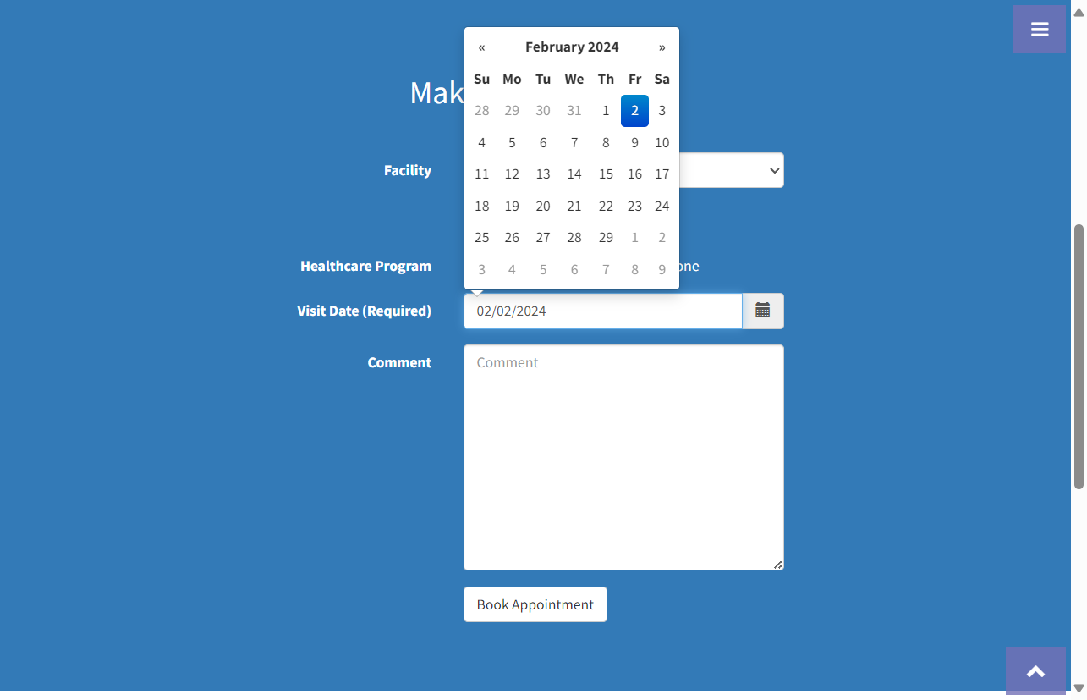 « February 2024 »
Su Mo Tu We Th Fr Sa
28 29 30 31 1 2 3
4 5 6 7 8 9 10
11 12 13 14 15 16 17
18 19 20 21 22 23 24
25 26 27 28 29 1 2
3 4 5 6 7 8 9
Mak
Facility
Healthcare Program
one
Visit Date (Required)
02/02/2024
Comment
Comment
Book Appointment